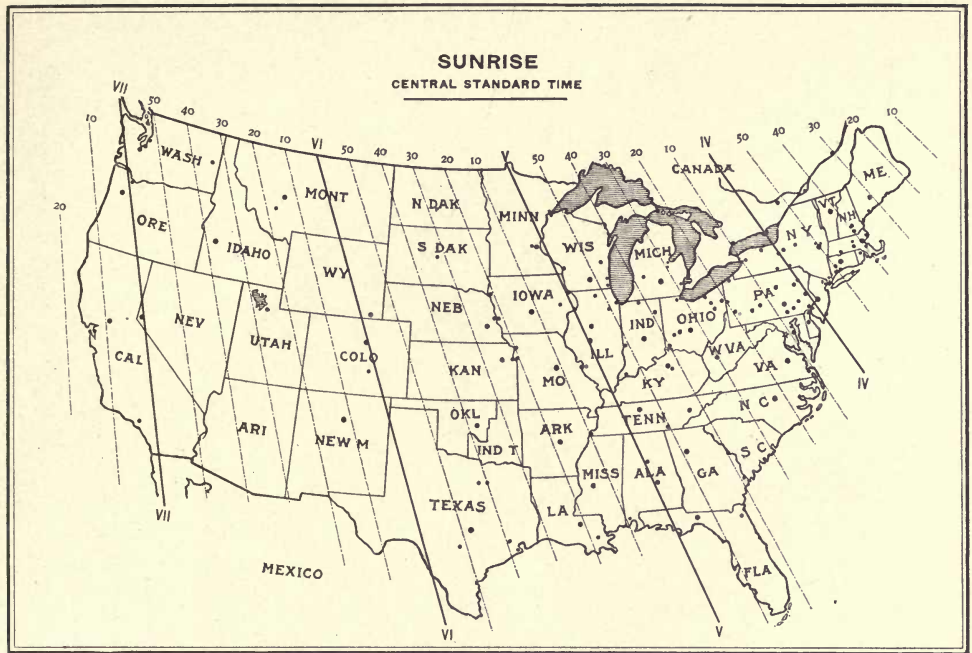 SUNRISE
CENTRAL STANDARD TIME
VII
50
40
30
20
10
VI
50
40
30
20
10
V
50
40
30
20
10
IV
50
40
30
20
10
10
20
CANADA
WASH
MONT
N DAK
MINN
ME
VT
NH
ORE
IDAHO
S DAK
WIS
MICH
N Y
WY
NEB
IOWA
PA
NEV
UTAH
COLO
KAN
MO
ILL
IND
OHIO
W VA
VA
CAL
KY
ARI
NEW M
OKL
IND T
ARK
TENN
N C
S C
TEXAS
LA
MISS
ALA
GA
FLA
MEXICO
VII
VI
V
IV